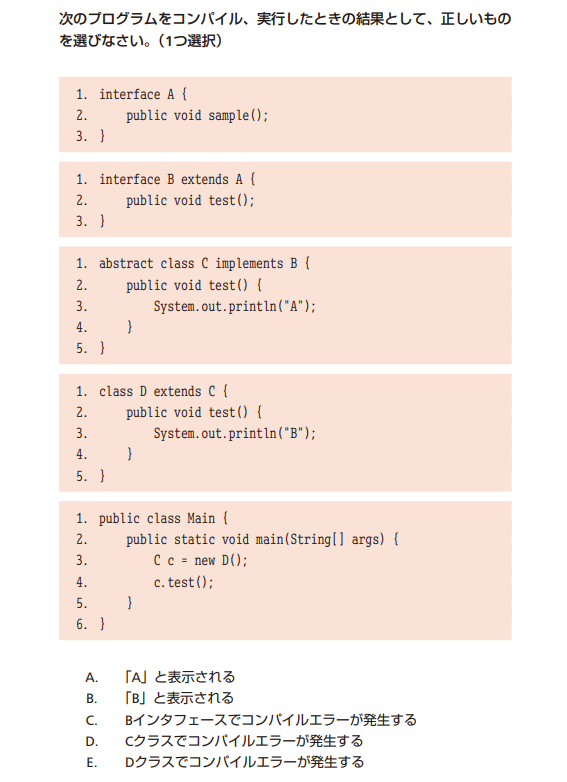 次のプログラムをコンパイル、実行したときの結果として、正しいもの
を選びなさい。（1つ選択）
1. interface A {
2.     public void sample();
3. }
1. interface B extends A {
2.     public void test();
3. }
1. abstract class C implements B {
2.     public void test() {
3.         System.out.println("A");
4.     }
5. }
1. class D extends C {
2.     public void test() {
3.         System.out.println("B");
4.     }
5. }
1. public class Main {
2.     public static void main(String[] args) {
3.         C c = new D();
4.         c.test();
5.     }
6. }
A. 「A」と表示される
B. 「B」と表示される
C. Bインタフェースでコンパイルエラーが発生する
D. Cクラスでコンパイルエラーが発生する
E. Dクラスでコンパイルエラーが発生する